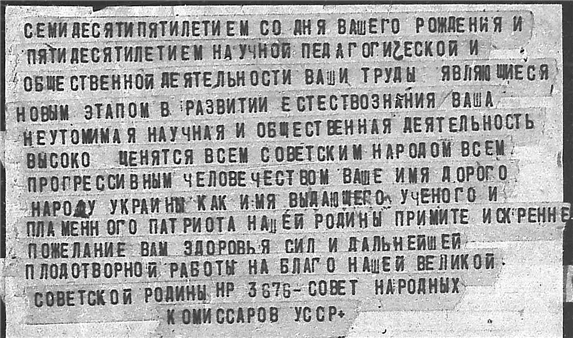 СЕМИДЕСЯТИПЯТИЛЕТИЕМ СО ДНЯ ВАШЕГО РОЖДЕНИЯ И
ПЯТИДЕСЯТИЛЕТИЕМ НАУЧНОЙ ПЕДАГОГИЧЕСКОЙ И
ОБЩЕСТВЕННОЙ ДЕЯТЕЛЬНОСТИ ВАШИ ТРУДЫ ЯВЛЯЮЩИЕСЯ
НОВЫМ ЭТАПОМ В РАЗВИТИИ ЕСТЕСТВОЗНАНИЯ ВАША
НЕУТОМИМАЯ НАУЧНАЯ И ОБЩЕСТВЕННАЯ ДЕЯТЕЛЬНОСТЬ
ВЫСОКО ЦЕНЯТСЯ ВСЕМ СОВЕТСКИМ НАРОДОМ ВСЕМ
ПРОГРЕССИВНЫМ ЧЕЛОВЕЧЕСТВОМ ВАШЕ ИМЯ ДОРОГО
НАРОДУ УКРАИНЫ КАК ИМЯ ВЫДАЮЩЕГО УЧЕНОГО И
ПЛАМЕННОГО ПАТРИОТА НАШЕЙ РОДИНЫ ПРИМИТЕ ИСКРЕННЕ
ПОЖЕЛАНИЕ ВАМ ЗДОРОВЬЯ СИЛ И ДАЛЬНЕЙШЕЙ
ПЛОДОТВОРНОЙ РАБОТЫ НА БЛАГО НАШЕЙ ВЕЛИКОЙ
СОВЕТСКОЙ РОДИНЫ НР 3676- СОВЕТ НАРОДНЫХ
КОМИССАРОВ УССР+